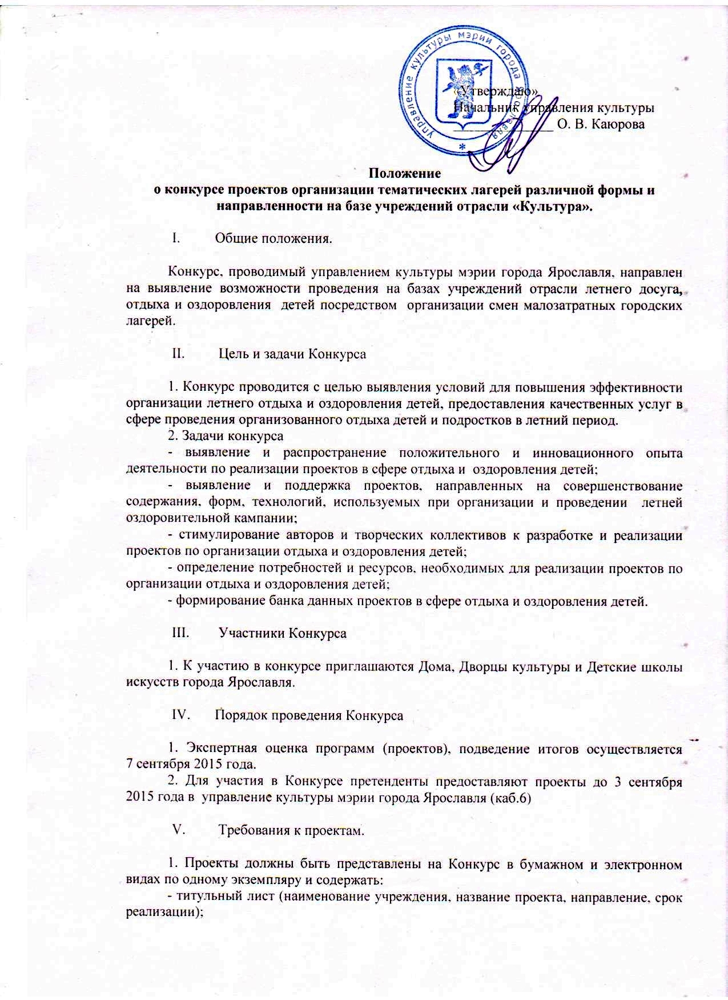 управление культуры мэрии города Ярославля
«Утверждаю»
Начальник управления культуры
______________ О. В. Каюрова
Положение
о конкурсе проектов организации тематических лагерей различной формы и
направленности на базе учреждений отрасли «Культура».
I. Общие положения.
Конкурс, проводимый управлением культуры мэрии города Ярославля, направлен
на выявление возможности проведения на базах учреждений отрасли летнего досуга,
отдыха и оздоровления детей посредством организации смен малозатратных городских
лагерей.
II. Цель и задачи Конкурса
1. Конкурс проводится с целью выявления условий для повышения эффективности
организации летнего отдыха и оздоровления детей, предоставления качественных услуг в
сфере проведения организованного отдыха детей и подростков в летний период.
2. Задачи конкурса
- выявление и распространение положительного и инновационного опыта
деятельности по реализации проектов в сфере отдыха и оздоровления детей;
- выявление и поддержка проектов, направленных на совершенствование
содержания, форм, технологий, используемых при организации и проведении летней
оздоровительной кампании;
- стимулирование авторов и творческих коллективов к разработке и реализации
проектов по организации отдыха и оздоровления детей;
- определение потребностей и ресурсов, необходимых для реализации проектов по
организации отдыха и оздоровления детей;
- формирование банка данных проектов в сфере отдыха и оздоровления детей.
III. Участники Конкурса
1. К участию в конкурсе приглашаются Дома, Дворцы культуры и Детские школы
искусств города Ярославля.
IV. Порядок проведения Конкурса
1. Экспертная оценка программ (проектов), подведение итогов осуществляется
7 сентября 2015 года.
2. Для участия в Конкурсе претенденты предоставляют проекты до 3 сентября
2015 года в управление культуры мэрии города Ярославля (каб.6)
V. Требования к проектам.
1. Проекты должны быть представлены на Конкурс в бумажном и электронном
видах по одному экземпляру и содержать:
- титульный лист (наименование учреждения, название проекта, направление, срок
реализации);